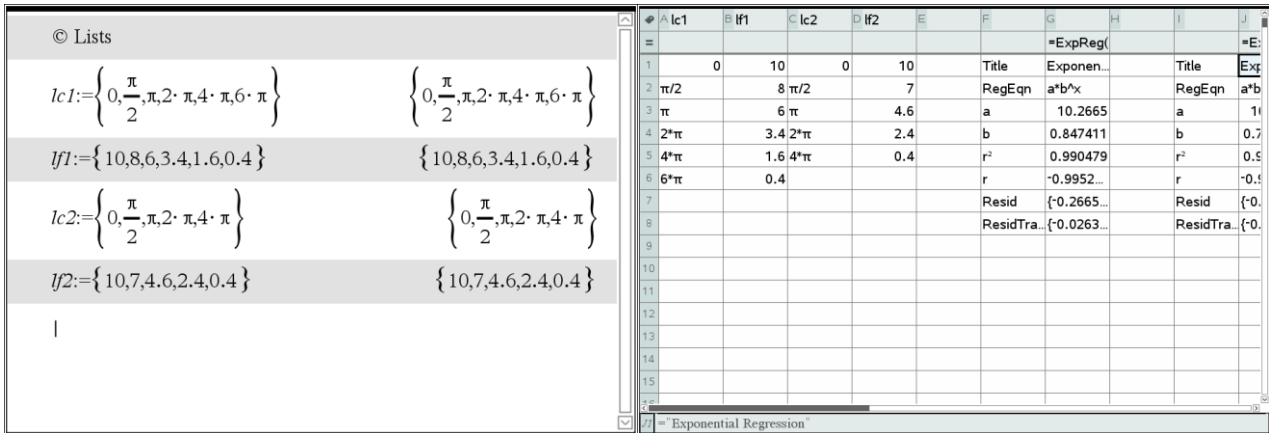 © Lists
lc1:={0,π/2,π,2·π,4·π,6·π} {0,π/2,π,2·π,4·π,6·π}
lf1:={10,8,6,3.4,1.6,0.4} {10,8,6,3.4,1.6,0.4}
lc2:={0,π/2,π,2·π,4·π} {0,π/2,π,2·π,4·π}
lf2:={10,7,4.6,2.4,0.4} {10,7,4.6,2.4,0.4}
A lc1 B lf1 C lc2 D lf2 E F G H I J
= =ExpReg( =E
1 0 10 0 10 Title Exponen... Title Exp
2 π/2 8 π/2 7 RegEqn a*b^x RegEqn a*b
3 π 6 π 4.6 a 10.2665 a
4 2*π 3.4 2*π 2.4 b 0.847411 b 0.7
5 4*π 1.6 4*π 0.4 r² 0.990479 r² 0.9
6 6*π 0.4 r -0.9952... r -0.9
7 Resid {-0.2665... Resid {-0.
8 ResidTra... {-0.0263... ResidTra... {-0.
9
10
11
12
13
14
15
J1 ="Exponential Regression"